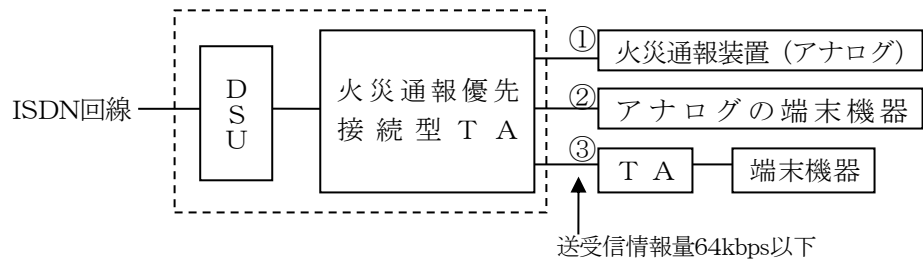 ISDN回線
DSU
火災通報優先
接続型TA
①
火災通報装置（アナログ）
②
アナログの端末機器
③
TA
端末機器
送受信情報量64kbps以下